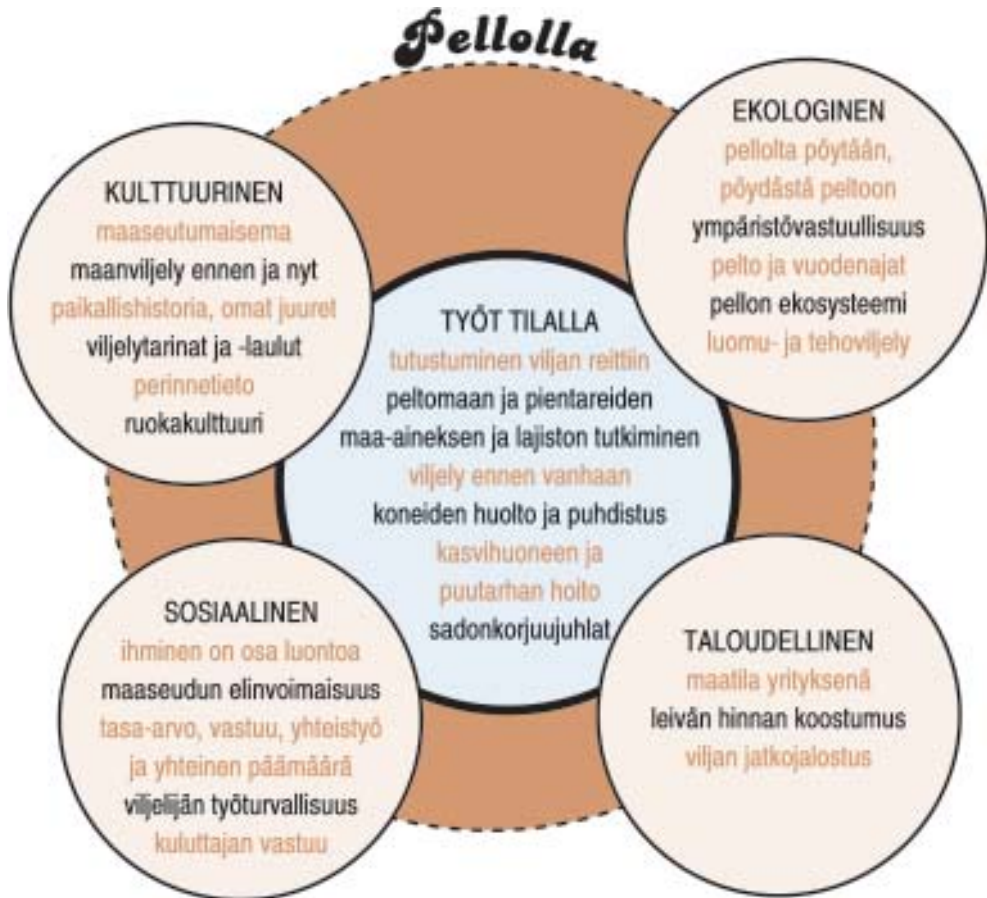 Pellolla
KULTTUURINEN
maaseutumaisema
maanviljely ennen ja nyt
paikallishistoria, omat juuret
viljelytarinat ja -laulut
perinnetieto
ruokakulttuuri
EKOLOGINEN
pellolta pöytään,
pöydästä peltoon
ympäristövastuullisuus
pelto ja vuodenajat
pellon ekosysteemi
luomu- ja tehoviljely
TYÖT TILALLA
tutustuminen viljan reittiin
peltomaan ja pientareiden
maa-aineksen ja lajiston tutkiminen
viljely ennen vanhaan
koneiden huolto ja puhdistus
kasvihuoneen ja
puutarhan hoito
sadonkorjuujuhlat
SOSIAALINEN
ihminen on osa luontoa
maaseudun elinvoimaisuus
tasa-arvo, vastuu, yhteistyö
ja yhteinen päämäärä
viljelijän työturvallisuus
kuluttajan vastuu
TALOUDELLINEN
maatila yrityksenä
leivän hinnan koostumus
viljan jatkojalostus